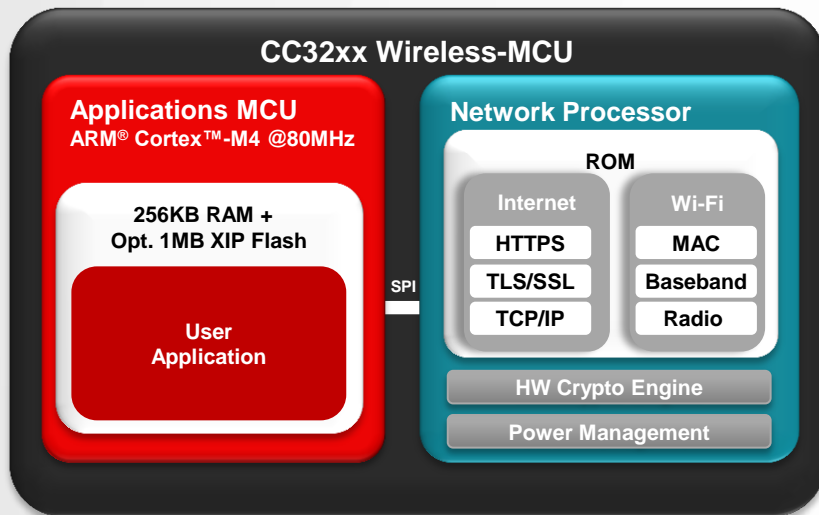 CC32xx Wireless-MCU
Applications MCU
ARM® Cortex™-M4 @80MHz
256KB RAM +
Opt. 1MB XIP Flash
User
Application
SPI
Network Processor
ROM
Internet
HTTPS
TLS/SSL
TCP/IP
Wi-Fi
MAC
Baseband
Radio
HW Crypto Engine
Power Management